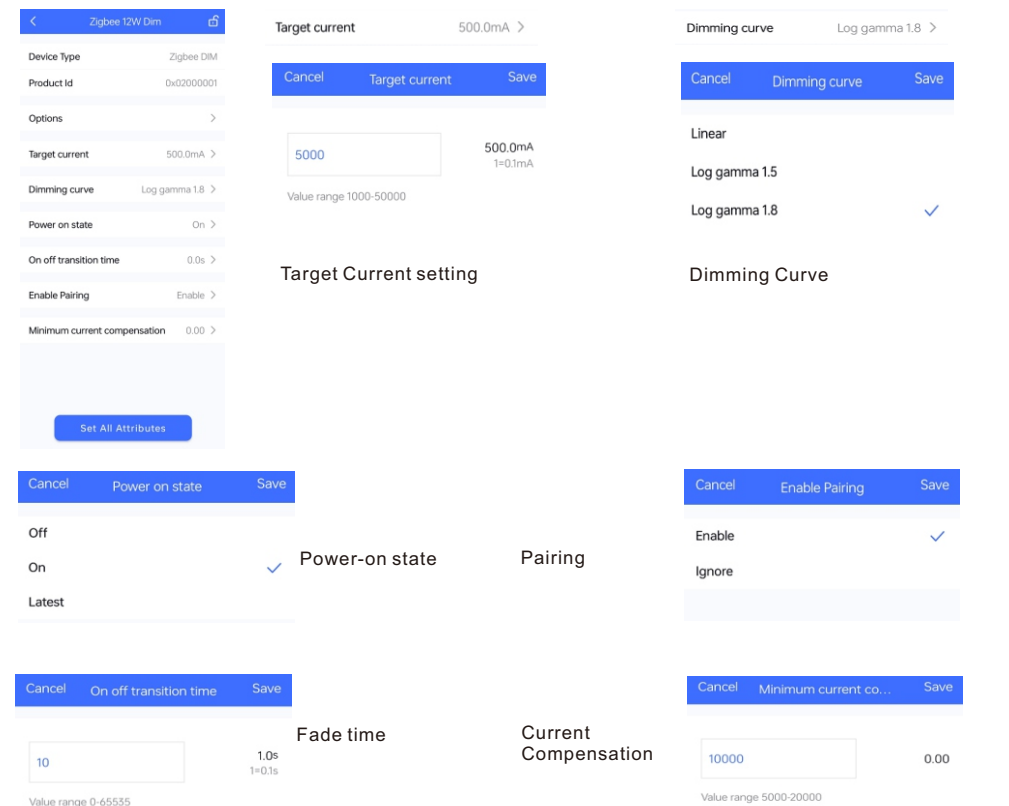 Zigbee 12W Dim
Device Type Zigbee DIM
Product Id 0x02000001
Options
Target current 500.0mA
Dimming curve Log gamma 1.8
Power on state On
On off transition time 0.0s
Enable Pairing Enable
Minimum current compensation 0.00
Set All Attributes
Target current 500.0mA
Cancel Target current Save
5000 500.0mA
1=0.1mA
Value range 1000-50000
Target Current setting
Dimming curve Log gamma 1.8
Cancel Dimming curve Save
Linear
Log gamma 1.5
Log gamma 1.8
Dimming Curve
Cancel Power on state Save
Off
On
Latest
Power-on state
Pairing
Cancel Enable Pairing Save
Enable
Ignore
Cancel On off transition time Save
10 1.0s
1=0.1s
Value range 0-65535
Fade time
Current
Compensation
Cancel Minimum current co... Save
10000 0.00
Value range 5000-20000